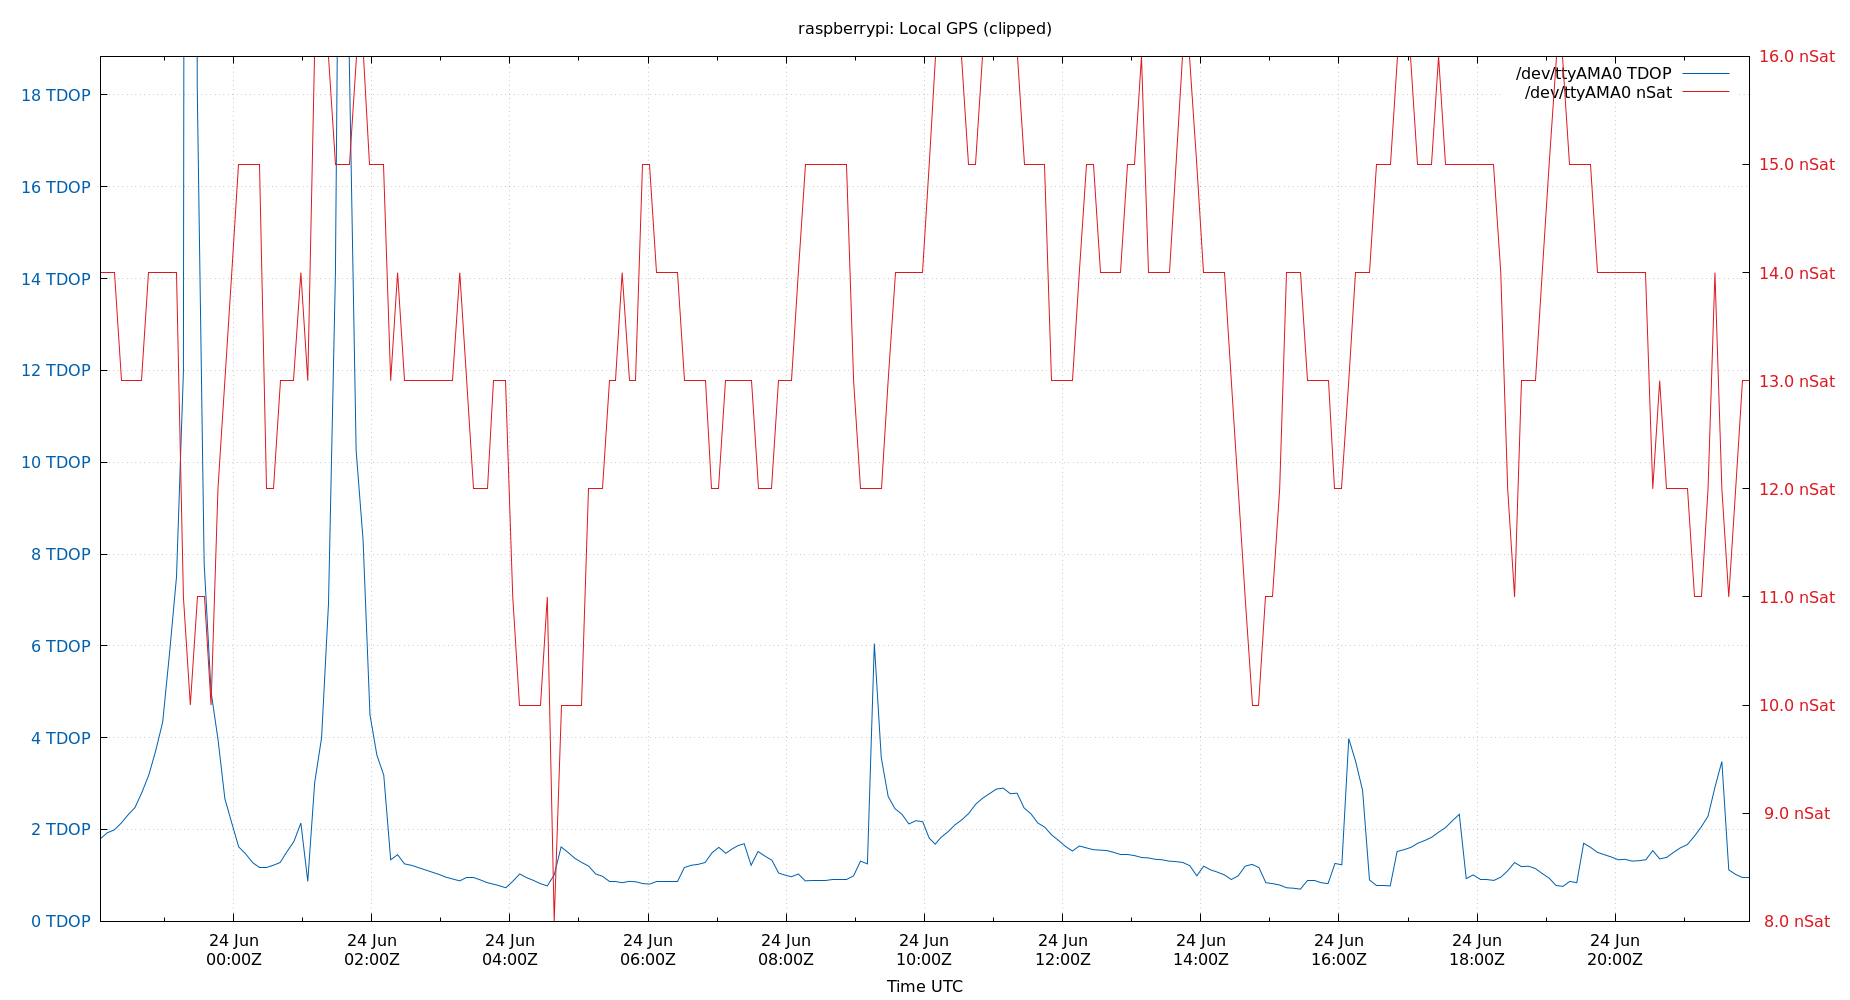 raspberrypi: Local GPS (clipped)
/dev/ttyAMA0 TDOP
/dev/ttyAMA0 nSat
18 TDOP
16 TDOP
14 TDOP
12 TDOP
10 TDOP
8 TDOP
6 TDOP
4 TDOP
2 TDOP
0 TDOP
16.0 nSat
15.0 nSat
14.0 nSat
13.0 nSat
12.0 nSat
11.0 nSat
10.0 nSat
9.0 nSat
8.0 nSat
24 Jun 24 Jun 24 Jun 24 Jun 24 Jun 24 Jun 24 Jun 24 Jun 24 Jun 24 Jun 24 Jun
00:00Z 02:00Z 04:00Z 06:00Z 08:00Z 10:00Z 12:00Z 14:00Z 16:00Z 18:00Z 20:00Z
Time UTC